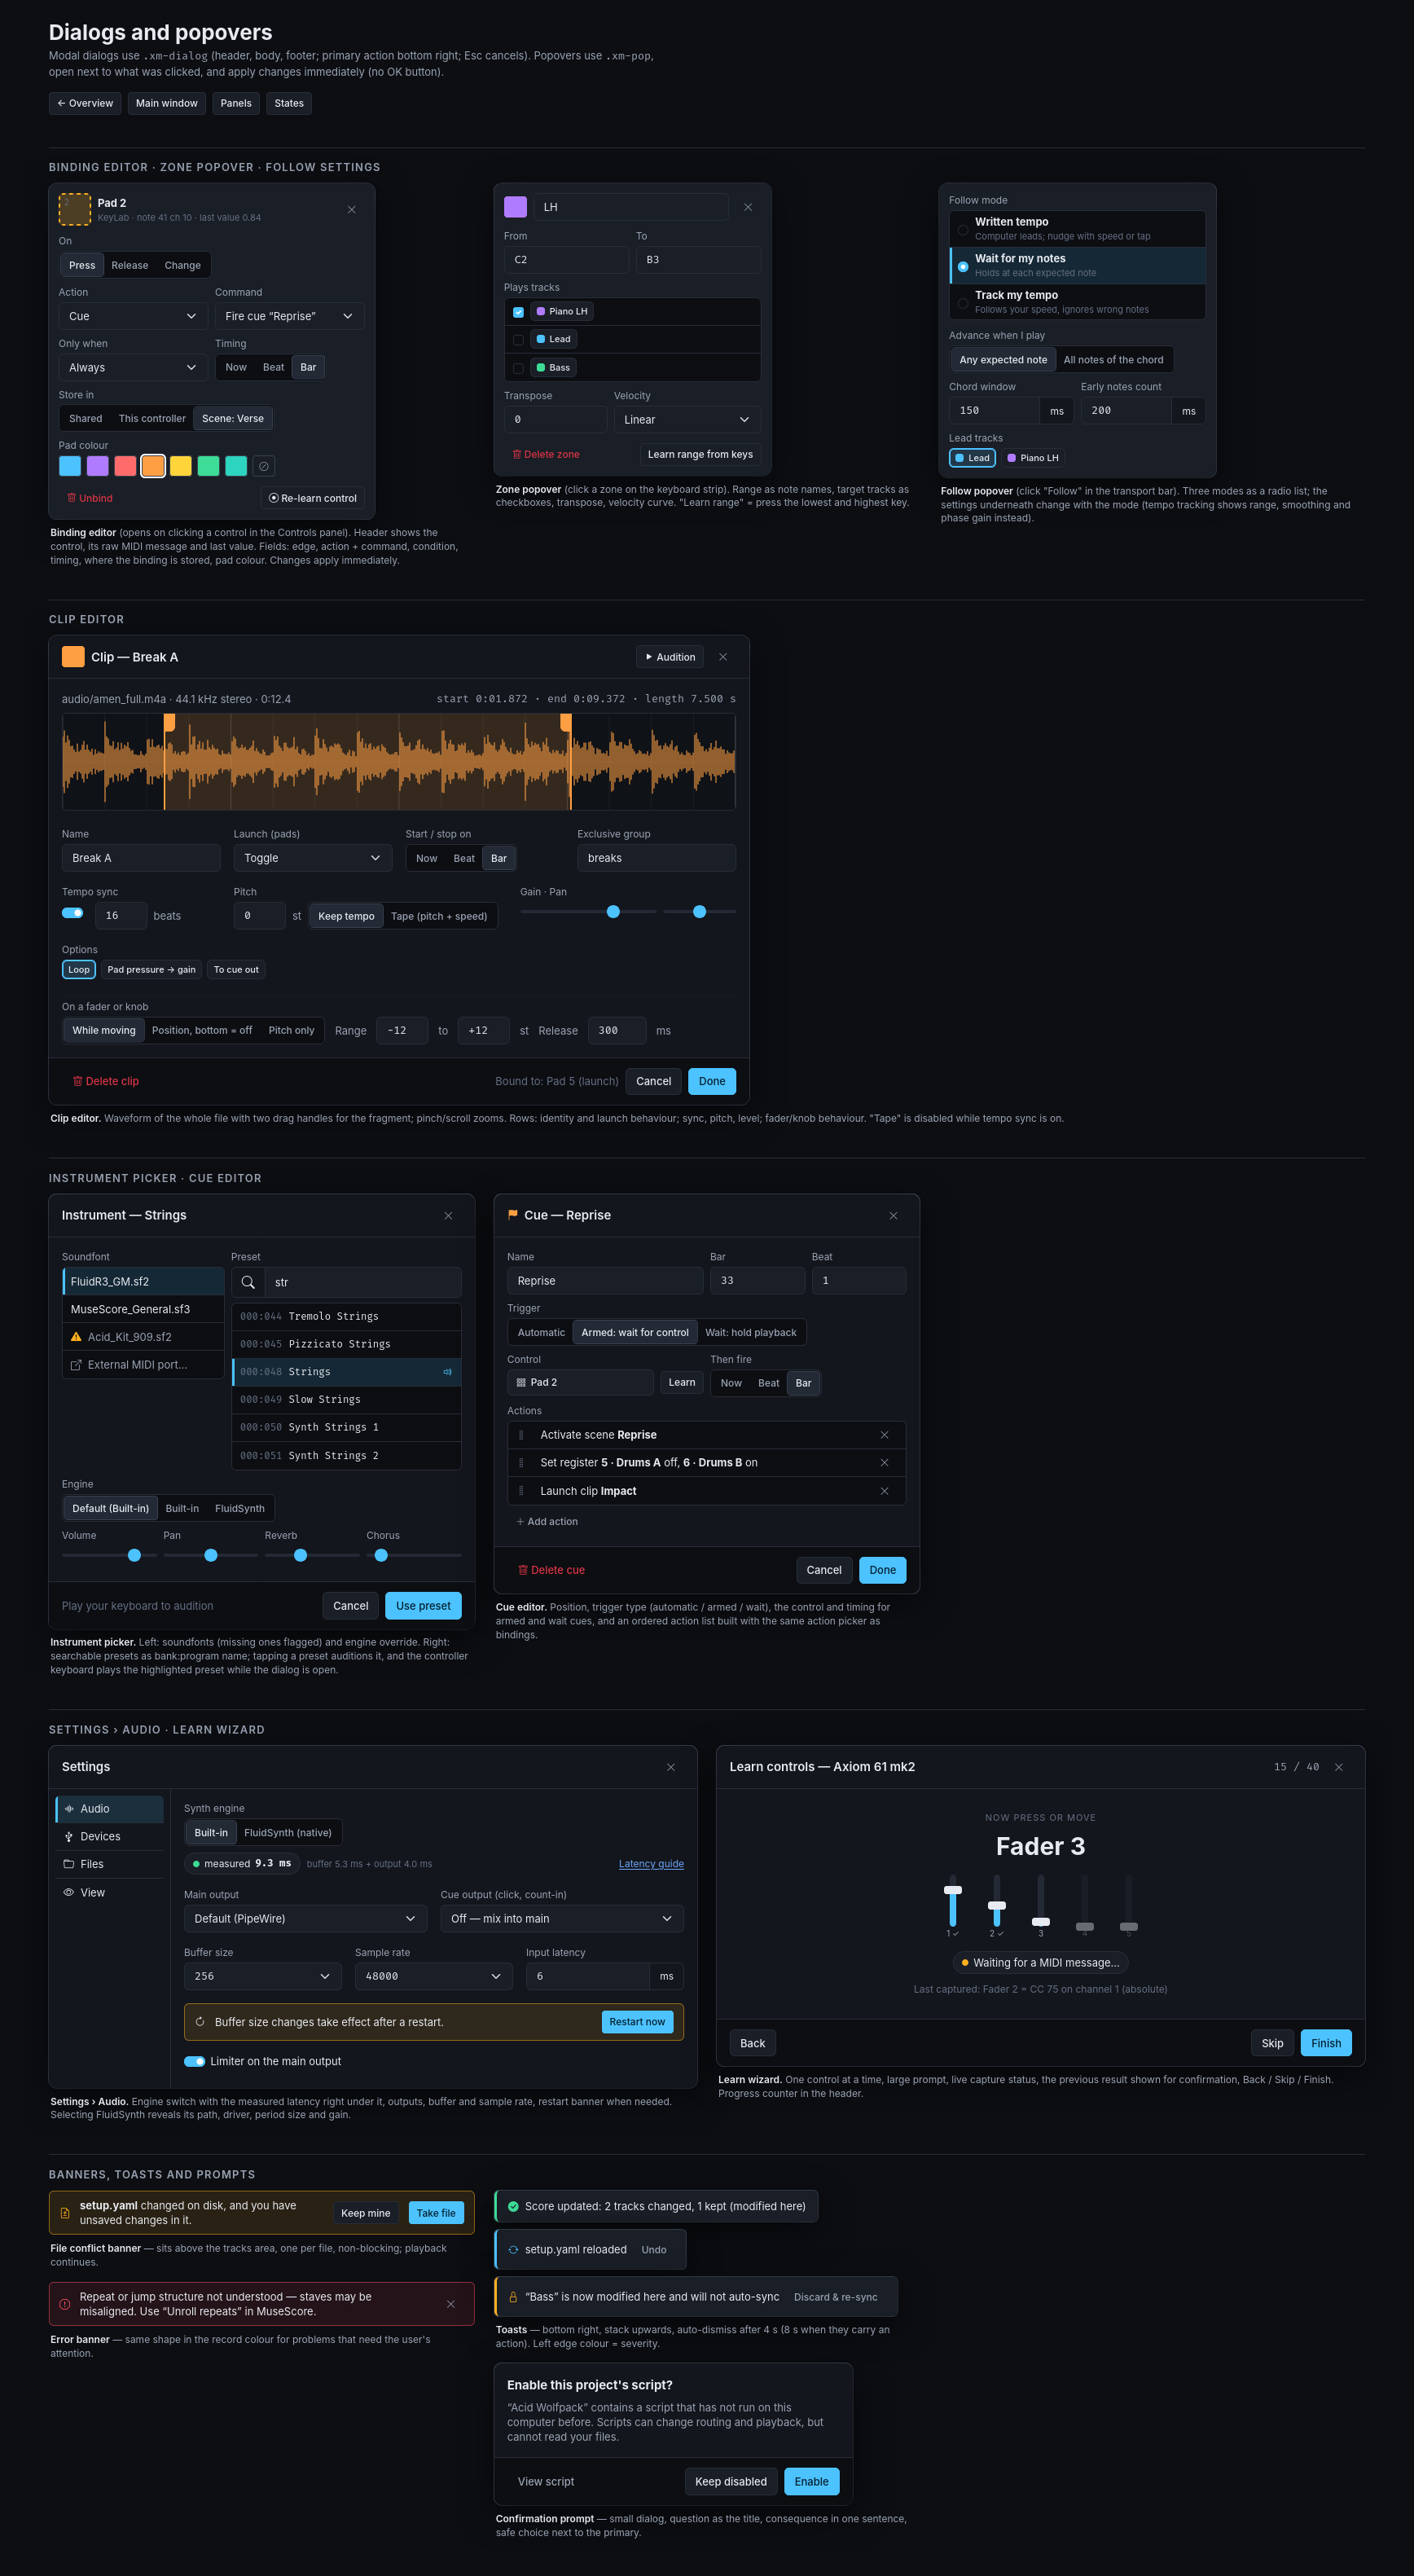 Dialogs and popovers
Modal dialogs use .xm-dialog (header, body, footer; primary action bottom right; Esc cancels). Popovers use .xm-pop,
open next to what was clicked, and apply changes immediately (no OK button).
← Overview
Main window
Panels
States
BINDING EDITOR · ZONE POPOVER · FOLLOW SETTINGS
2
Pad 2
KeyLab · note 41 ch 10 · last value 0.84
On
Press
Release
Change
Action
Command
Cue
Fire cue “Reprise”
Only when
Timing
Always
Now
Beat
Bar
Store in
Shared
This controller
Scene: Verse
Pad colour
Unbind
Re-learn control
Binding editor (opens on clicking a control in the Controls panel). Header shows the
control, its raw MIDI message and last value. Fields: edge, action + command, condition,
timing, where the binding is stored, pad colour. Changes apply immediately.
LH
From
To
C2
B3
Plays tracks
Piano LH
Lead
Bass
Transpose
Velocity
0
Linear
Delete zone
Learn range from keys
Zone popover (click a zone on the keyboard strip). Range as note names, target tracks as
checkboxes, transpose, velocity curve. "Learn range" = press the lowest and highest key.
Follow mode
Written tempo
Computer leads; nudge with speed or tap
Wait for my notes
Holds at each expected note
Track my tempo
Follows your speed, ignores wrong notes
Advance when I play
Any expected note
All notes of the chord
Chord window
Early notes count
150
ms
200
ms
Lead tracks
Lead
Piano LH
Follow popover (click "Follow" in the transport bar). Three modes as a radio list; the
settings underneath change with the mode (tempo tracking shows range, smoothing and
phase gain instead).
CLIP EDITOR
Clip — Break A
Audition
audio/amen_full.m4a · 44.1 kHz stereo · 0:12.4
start 0:01.872 · end 0:09.372 · length 7.500 s
Name
Launch (pads)
Start / stop on
Exclusive group
Break A
Toggle
Now
Beat
Bar
breaks
Tempo sync
Pitch
Gain · Pan
16
beats
0
st
Keep tempo
Tape (pitch + speed)
Options
Loop
Pad pressure → gain
To cue out
On a fader or knob
While moving
Position, bottom = off
Pitch only
Range
-12
to
+12
st
Release
300
ms
Delete clip
Bound to: Pad 5 (launch)
Cancel
Done
Clip editor. Waveform of the whole file with two drag handles for the fragment; pinch/scroll zooms. Rows: identity and launch behaviour; sync, pitch, level; fader/knob behaviour. "Tape" is disabled while tempo sync is on.
INSTRUMENT PICKER · CUE EDITOR
Instrument — Strings
Soundfont
Preset
FluidR3_GM.sf2
MuseScore_General.sf3
Acid_Kit_909.sf2
External MIDI port…
str
000:044 Tremolo Strings
000:045 Pizzicato Strings
000:048 Strings
000:049 Slow Strings
000:050 Synth Strings 1
000:051 Synth Strings 2
Engine
Default (Built-in)
Built-in
FluidSynth
Volume
Pan
Reverb
Chorus
Play your keyboard to audition
Cancel
Use preset
Instrument picker. Left: soundfonts (missing ones flagged) and engine override. Right:
searchable presets as bank:program name; tapping a preset auditions it, and the controller
keyboard plays the highlighted preset while the dialog is open.
Cue — Reprise
Name
Bar
Beat
Reprise
33
1
Trigger
Automatic
Armed: wait for control
Wait: hold playback
Control
Then fire
Pad 2
Learn
Now
Beat
Bar
Actions
Activate scene Reprise
Set register 5 · Drums A off, 6 · Drums B on
Launch clip Impact
+ Add action
Delete cue
Cancel
Done
Cue editor. Position, trigger type (automatic / armed / wait), the control and timing for
armed and wait cues, and an ordered action list built with the same action picker as
bindings.
SETTINGS › AUDIO · LEARN WIZARD
Settings
Audio
Devices
Files
View
Synth engine
Built-in
FluidSynth (native)
measured 9.3 ms
buffer 5.3 ms + output 4.0 ms
Latency guide
Main output
Cue output (click, count-in)
Default (PipeWire)
Off — mix into main
Buffer size
Sample rate
Input latency
256
48000
6
ms
Buffer size changes take effect after a restart.
Restart now
Limiter on the main output
Settings › Audio. Engine switch with the measured latency right under it, outputs, buffer and sample rate, restart banner when needed.
Selecting FluidSynth reveals its path, driver, period size and gain.
Learn controls — Axiom 61 mk2
15 / 40
NOW PRESS OR MOVE
Fader 3
1 ✓
2 ✓
3
4
5
Waiting for a MIDI message…
Last captured: Fader 2 = CC 75 on channel 1 (absolute)
Back
Skip
Finish
Learn wizard. One control at a time, large prompt, live capture status, the previous result shown for confirmation, Back / Skip / Finish.
Progress counter in the header.
BANNERS, TOASTS AND PROMPTS
setup.yaml changed on disk, and you have
unsaved changes in it.
Keep mine
Take file
File conflict banner — sits above the tracks area, one per file, non-blocking; playback
continues.
Repeat or jump structure not understood — staves may be
misaligned. Use “Unroll repeats” in MuseScore.
Error banner — same shape in the record colour for problems that need the user's
attention.
Score updated: 2 tracks changed, 1 kept (modified here)
setup.yaml reloaded
Undo
“Bass” is now modified here and will not auto-sync
Discard & re-sync
Toasts — bottom right, stack upwards, auto-dismiss after 4 s (8 s when they carry an
action). Left edge colour = severity.
Enable this project's script?
“Acid Wolfpack” contains a script that has not run on this
computer before. Scripts can change routing and playback, but
cannot read your files.
View script
Keep disabled
Enable
Confirmation prompt — small dialog, question as the title, consequence in one sentence,
safe choice next to the primary.